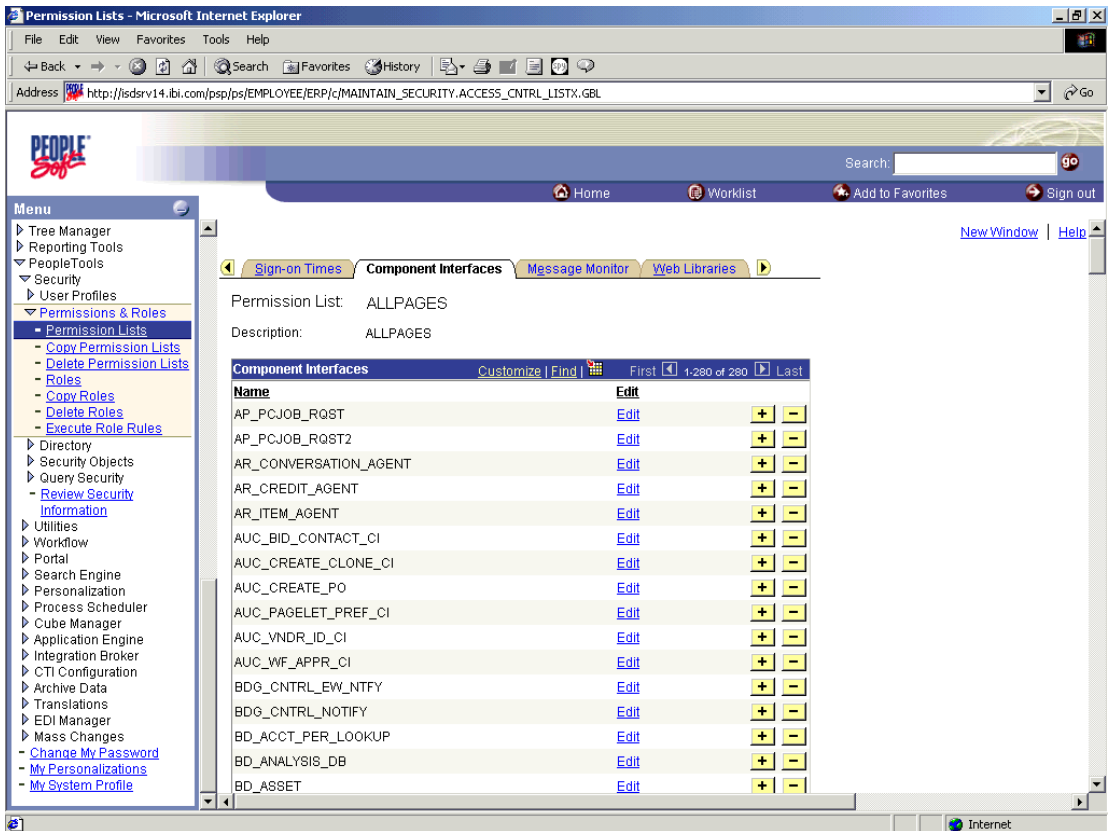 Permission Lists - Microsoft Internet Explorer
File Edit View Favorites Tools Help
Back Search Favorites History
Address http://isdsrv14.ibi.com/psp/ps/EMPLOYEE/ERP/c/MAINTAIN_SECURITY.ACCESS_CNTRL_LISTX.GBL Go
PEOPLE
Soft
Search: go
Home Worklist Add to Favorites Sign out
Menu
Tree Manager
Reporting Tools
PeopleTools
Security
User Profiles
Permissions & Roles
- Permission Lists
- Copy Permission Lists
- Delete Permission Lists
- Roles
- Copy Roles
- Delete Roles
- Execute Role Rules
Directory
Security Objects
Query Security
- Review Security
Information
Utilities
Workflow
Portal
Search Engine
Personalization
Process Scheduler
Cube Manager
Application Engine
Integration Broker
CTI Configuration
Archive Data
Translations
EDI Manager
Mass Changes
- Change My Password
- My Personalizations
- My System Profile
New Window | Help
Sign-on Times Component Interfaces Message Monitor Web Libraries
Permission List: ALLPAGES
Description: ALLPAGES
Component Interfaces Customize | Find | First 1-280 of 280 Last
Name Edit
AP_PCJOB_RQST Edit + -
AP_PCJOB_RQST2 Edit + -
AR_CONVERSATION_AGENT Edit + -
AR_CREDIT_AGENT Edit + -
AR_ITEM_AGENT Edit + -
AUC_BID_CONTACT_CI Edit + -
AUC_CREATE_CLONE_CI Edit + -
AUC_CREATE_PO Edit + -
AUC_PAGELET_PREF_CI Edit + -
AUC_VNDR_ID_CI Edit + -
AUC_WF_APPR_CI Edit + -
BDG_CNTRL_EW_NTFY Edit + -
BDG_CNTRL_NOTIFY Edit + -
BD_ACCT_PER_LOOKUP Edit + -
BD_ANALYSIS_DB Edit + -
BD_ASSET Edit + -
Internet